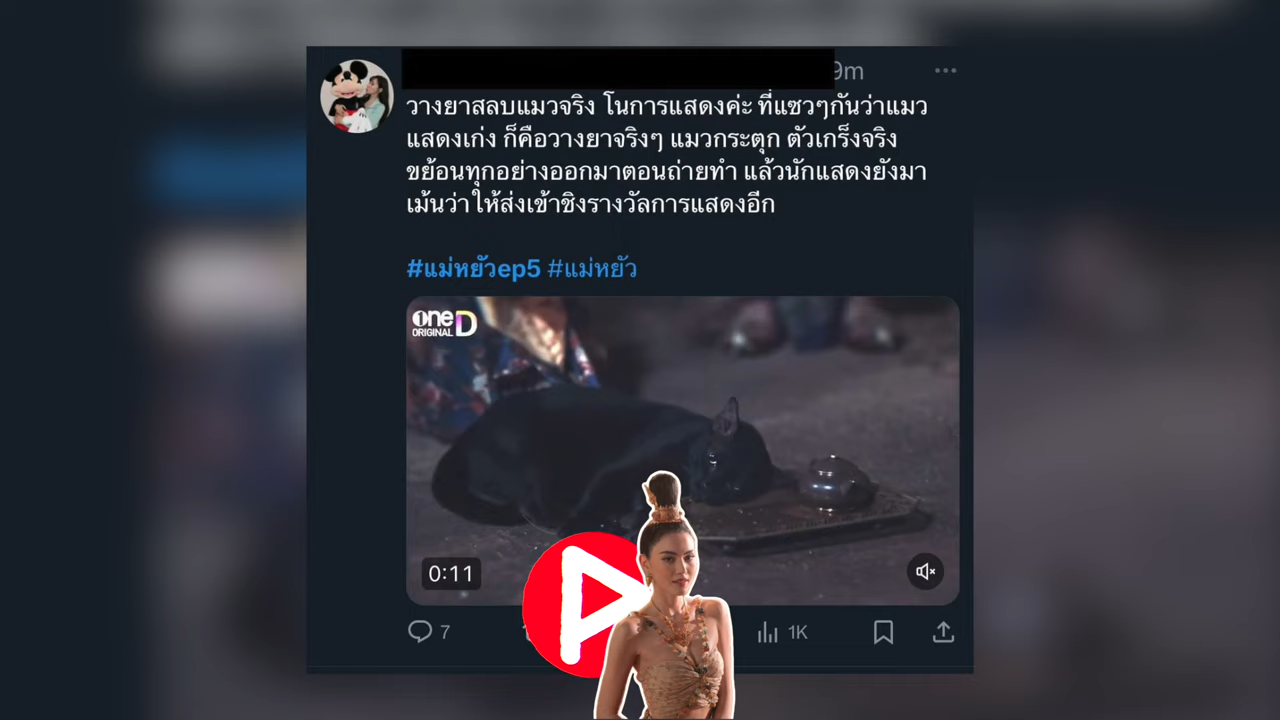 9m
วางยาสลบแมวจริง ในการแสดงค่ะ ที่แซวๆกันว่าแมว
แสดงเก่ง ก็คือวางยาจริงๆ แมวกระตุก ตัวเกร็งจริง
ขย้อนทุกอย่างออกมาตอนถ่ายทำ แล้วนักแสดงยังมา
เม้นว่าให้ส่งเข้าชิงรางวัลการแสดงอีก
#แม่หยัวep5 #แม่หยัว
one D
ORIGINAL
0:11
7
1K